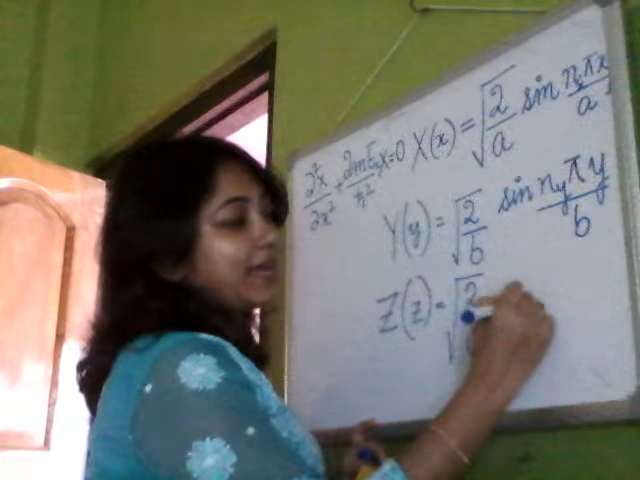 ∂²X/∂x² + 2mEₓ/ħ² X = 0 X(x) = √(2/a) sin nₓπx/a
Y(y) = √(2/b) sin n_yπy/b
Z(z) = √2